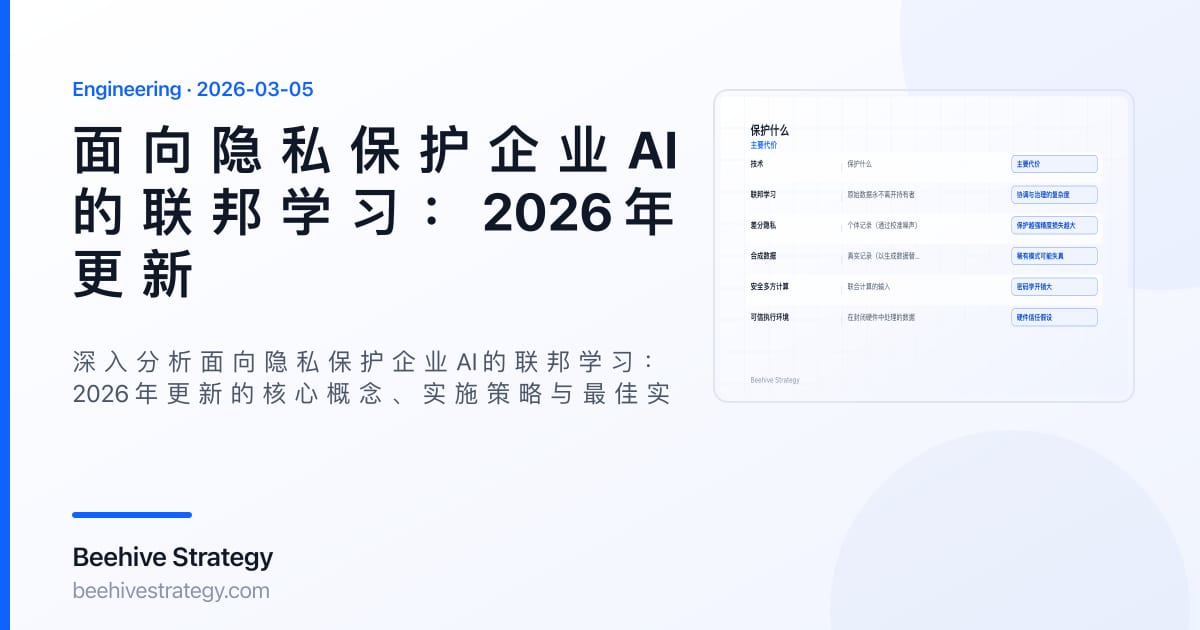 Engineering · 2026-03-05
面向隐私保护企业AI
的联邦学习：2026年
更新
深入分析面向隐私保护企业AI的联邦学习：
2026年更新的核心概念、实施策略与最佳实
Beehive Strategy
beehivestrategy.com
保护什么
主要代价
技术 保护什么 主要代价
联邦学习 原始数据永不离开持有者 协调与治理的复杂度
差分隐私 个体记录（通过校准噪声） 保护越强精度损失越大
合成数据 真实记录（以生成数据替... 稀有模式可能失真
安全多方计算 联合计算的输入 密码学开销大
可信执行环境 在封闭硬件中处理的数据 硬件信任假设
Beehive Strategy